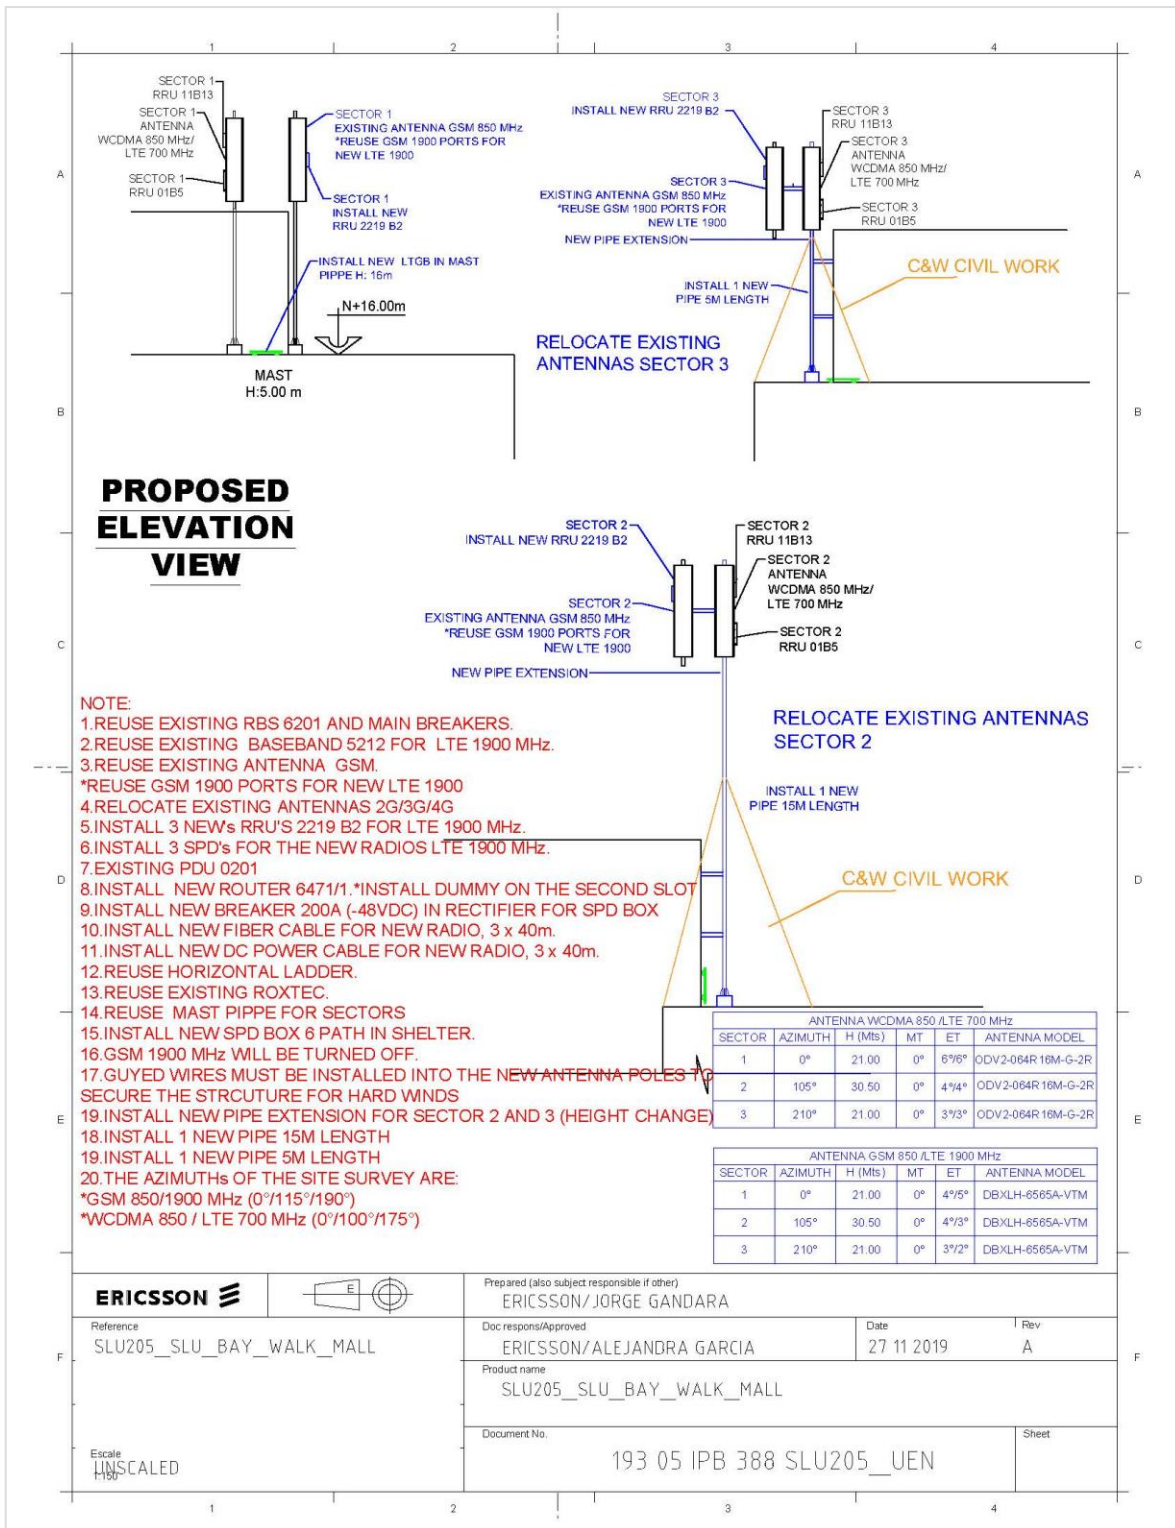 1 2 3 4
SECTOR 1
RRU 11B13
SECTOR 1
ANTENNA
WCDMA 850 MHz/
LTE 700 MHz
SECTOR 1
RRU 01B5
SECTOR 1
EXISTING ANTENNA GSM 850 MHz
*REUSE GSM 1900 PORTS FOR
NEW LTE 1900
SECTOR 1
INSTALL NEW
RRU 2219 B2
INSTALL NEW LTGB IN MAST
PIPPE H: 16m
N+16.00m
MAST
H:5.00 m
SECTOR 3
INSTALL NEW RRU 2219 B2
SECTOR 3
EXISTING ANTENNA GSM 850 MHz
*REUSE GSM 1900 PORTS FOR
NEW LTE 1900
NEW PIPE EXTENSION
INSTALL 1 NEW
PIPE 5M LENGTH
SECTOR 3
RRU 11B13
SECTOR 3
ANTENNA
WCDMA 850 MHz/
LTE 700 MHz
SECTOR 3
RRU 01B5
C&W CIVIL WORK
RELOCATE EXISTING
ANTENNAS SECTOR 3
A A
B B
PROPOSED
ELEVATION
VIEW
SECTOR 2
INSTALL NEW RRU 2219 B2
SECTOR 2
EXISTING ANTENNA GSM 850 MHz
*REUSE GSM 1900 PORTS FOR
NEW LTE 1900
NEW PIPE EXTENSION
SECTOR 2
RRU 11B13
SECTOR 2
ANTENNA
WCDMA 850 MHz/
LTE 700 MHz
SECTOR 2
RRU 01B5
C C
RELOCATE EXISTING ANTENNAS
SECTOR 2
INSTALL 1 NEW
PIPE 15M LENGTH
C&W CIVIL WORK
D D
NOTE:
1.REUSE EXISTING RBS 6201 AND MAIN BREAKERS.
2.REUSE EXISTING BASEBAND 5212 FOR LTE 1900 MHz.
3.REUSE EXISTING ANTENNA GSM.
*REUSE GSM 1900 PORTS FOR NEW LTE 1900
4.RELOCATE EXISTING ANTENNAS 2G/3G/4G
5.INSTALL 3 NEW's RRU'S 2219 B2 FOR LTE 1900 MHz.
6.INSTALL 3 SPD's FOR THE NEW RADIOS LTE 1900 MHz.
7.EXISTING PDU 0201
8.INSTALL NEW ROUTER 6471/1.*INSTALL DUMMY ON THE SECOND SLOT
9.INSTALL NEW BREAKER 200A (-48VDC) IN RECTIFIER FOR SPD BOX
10.INSTALL NEW FIBER CABLE FOR NEW RADIO, 3 x 40m.
11.INSTALL NEW DC POWER CABLE FOR NEW RADIO, 3 x 40m.
12.REUSE HORIZONTAL LADDER.
13.REUSE EXISTING ROXTEC.
14.REUSE MAST PIPPE FOR SECTORS
15.INSTALL NEW SPD BOX 6 PATH IN SHELTER.
16.GSM 1900 MHz WILL BE TURNED OFF.
17.GUYED WIRES MUST BE INSTALLED INTO THE NEW ANTENNA POLES TO
SECURE THE STRCUTURE FOR HARD WINDS
19.INSTALL NEW PIPE EXTENSION FOR SECTOR 2 AND 3 (HEIGHT CHANGE)
18.INSTALL 1 NEW PIPE 15M LENGTH
19.INSTALL 1 NEW PIPE 5M LENGTH
20.THE AZIMUTHs OF THE SITE SURVEY ARE:
*GSM 850/1900 MHz (0°/115°/190°)
*WCDMA 850 / LTE 700 MHz (0°/100°/175°)
E E
ANTENNA WCDMA 850 /LTE 700 MHz
SECTOR AZIMUTH H (Mts) MT ET ANTENNA MODEL
1 0° 21.00 0° 6°/6° ODV2-064R16M-G-2R
2 105° 30.50 0° 4°/4° ODV2-064R16M-G-2R
3 210° 21.00 0° 3°/3° ODV2-064R16M-G-2R
ANTENNA GSM 850 /LTE 1900 MHz
SECTOR AZIMUTH H (Mts) MT ET ANTENNA MODEL
1 0° 21.00 0° 4°/5° DBXLH-6565A-VTM
2 105° 30.50 0° 4°/3° DBXLH-6565A-VTM
3 210° 21.00 0° 3°/2° DBXLH-6565A-VTM
ERICSSON
E
Prepared (also subject responsible if other)
ERICSSON/JORGE GANDARA
Reference
SLU205_SLU_BAY_WALK_MALL
Doc respons/Approved
ERICSSON/ALEJANDRA GARCIA
Date
27 11 2019
Rev
A
F F
Product name
SLU205_SLU_BAY_WALK_MALL
Escale
UNSCALED
1:150
Document No.
193 05 IPB 388 SLU205_UEN
Sheet
1 2 3 4